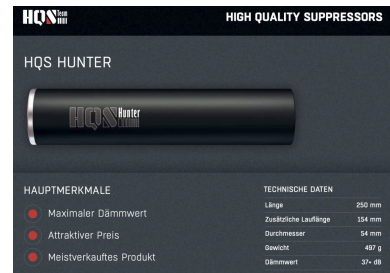 HQS Team
HIGH QUALITY SUPPRESSORS
HQS HUNTER
HQS Hunter
HAUPTMERKMALE
Maximaler Dämmwert
Attraktiver Preis
Meistverkauftes Produkt
TECHNISCHE DATEN
Länge 250 mm
Zusätzliche Lauflänge 154 mm
Durchmesser 54 mm
Gewicht 497 g
Dämmwert 37+ dB